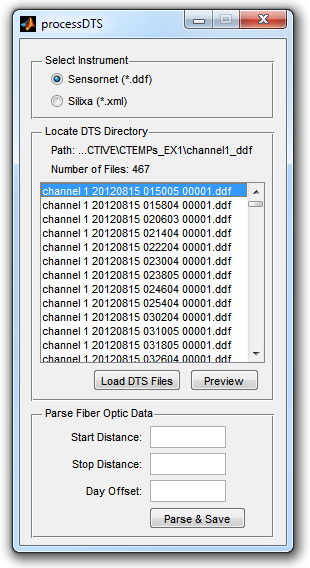 processDTS
Select Instrument
Sensornet (*.ddf)
Silixa (*.xml)
Locate DTS Directory
Path: ...CTIVE\CTEMPs_EX1\channel1_ddf
Number of Files: 467
channel 1 20120815 015005 00001.ddf
channel 1 20120815 015804 00001.ddf
channel 1 20120815 020603 00001.ddf
channel 1 20120815 021404 00001.ddf
channel 1 20120815 022204 00001.ddf
channel 1 20120815 023004 00001.ddf
channel 1 20120815 023805 00001.ddf
channel 1 20120815 024604 00001.ddf
channel 1 20120815 025404 00001.ddf
channel 1 20120815 030204 00001.ddf
channel 1 20120815 031005 00001.ddf
channel 1 20120815 031805 00001.ddf
channel 1 20120815 032604 00001.ddf
Load DTS Files Preview
Parse Fiber Optic Data
Start Distance:
Stop Distance:
Day Offset:
Parse & Save